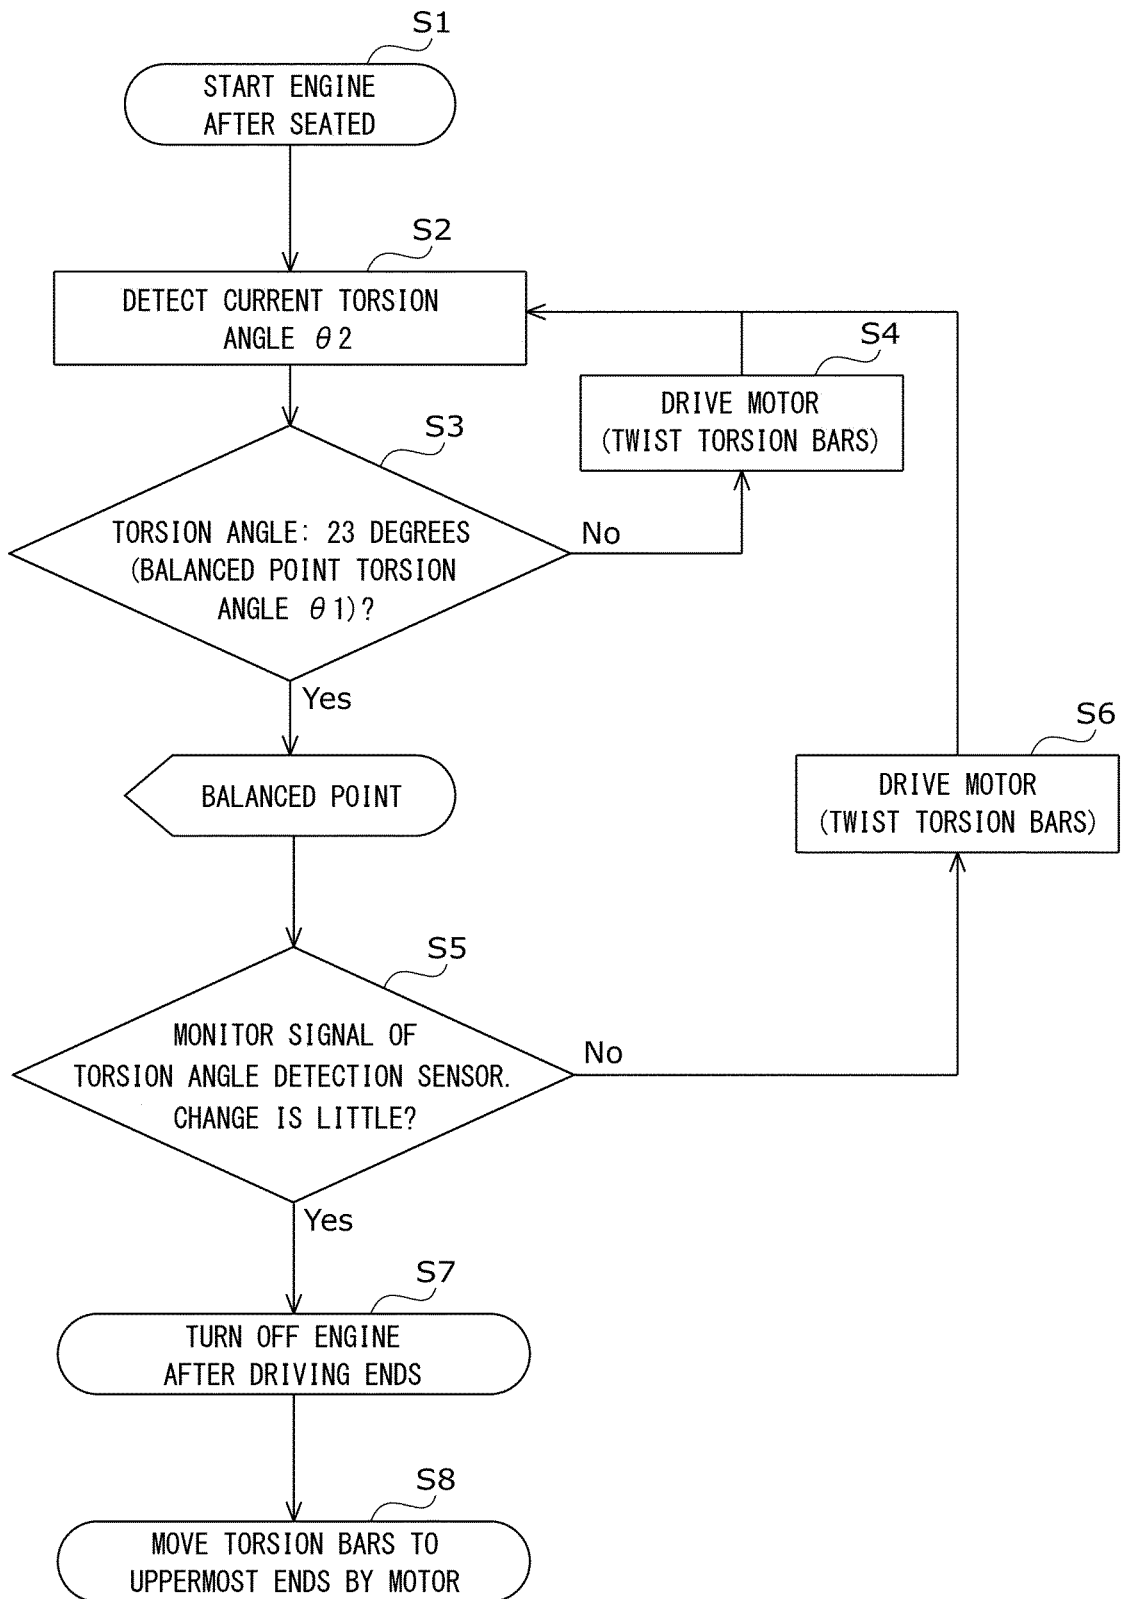 S1
START ENGINE
AFTER SEATED
S2
DETECT CURRENT TORSION
ANGLE θ2
S4
DRIVE MOTOR
(TWIST TORSION BARS)
S3
TORSION ANGLE: 23 DEGREES
(BALANCED POINT TORSION
ANGLE θ1)?
No
Yes
BALANCED POINT
S6
DRIVE MOTOR
(TWIST TORSION BARS)
S5
MONITOR SIGNAL OF
TORSION ANGLE DETECTION SENSOR.
CHANGE IS LITTLE?
No
Yes
S7
TURN OFF ENGINE
AFTER DRIVING ENDS
S8
MOVE TORSION BARS TO
UPPERMOST ENDS BY MOTOR